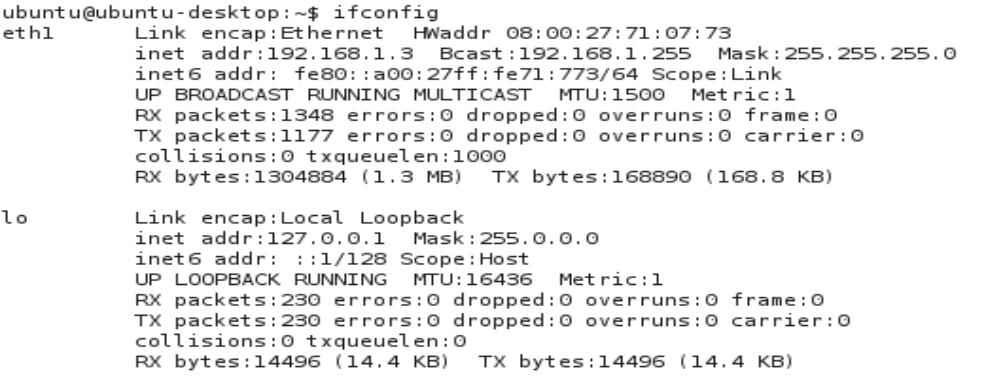 ubuntu@ubuntu-desktop:~$ ifconfig
eth1      Link encap:Ethernet  HWaddr 08:00:27:71:07:73
          inet addr:192.168.1.3  Bcast:192.168.1.255  Mask:255.255.255.0
          inet6 addr: fe80::a00:27ff:fe71:773/64 Scope:Link
          UP BROADCAST RUNNING MULTICAST  MTU:1500  Metric:1
          RX packets:1348 errors:0 dropped:0 overruns:0 frame:0
          TX packets:1177 errors:0 dropped:0 overruns:0 carrier:0
          collisions:0 txqueuelen:1000
          RX bytes:1304884 (1.3 MB)  TX bytes:168890 (168.8 KB)

lo        Link encap:Local Loopback
          inet addr:127.0.0.1  Mask:255.0.0.0
          inet6 addr: ::1/128 Scope:Host
          UP LOOPBACK RUNNING  MTU:16436  Metric:1
          RX packets:230 errors:0 dropped:0 overruns:0 frame:0
          TX packets:230 errors:0 dropped:0 overruns:0 carrier:0
          collisions:0 txqueuelen:0
          RX bytes:14496 (14.4 KB)  TX bytes:14496 (14.4 KB)